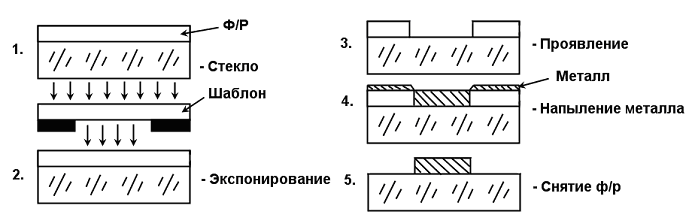 Ф/Р
1.
- Стекло
Шаблон
2.
- Экспонирование
3.
- Проявление
Металл
4.
- Напыление металла
5.
- Снятие ф/р